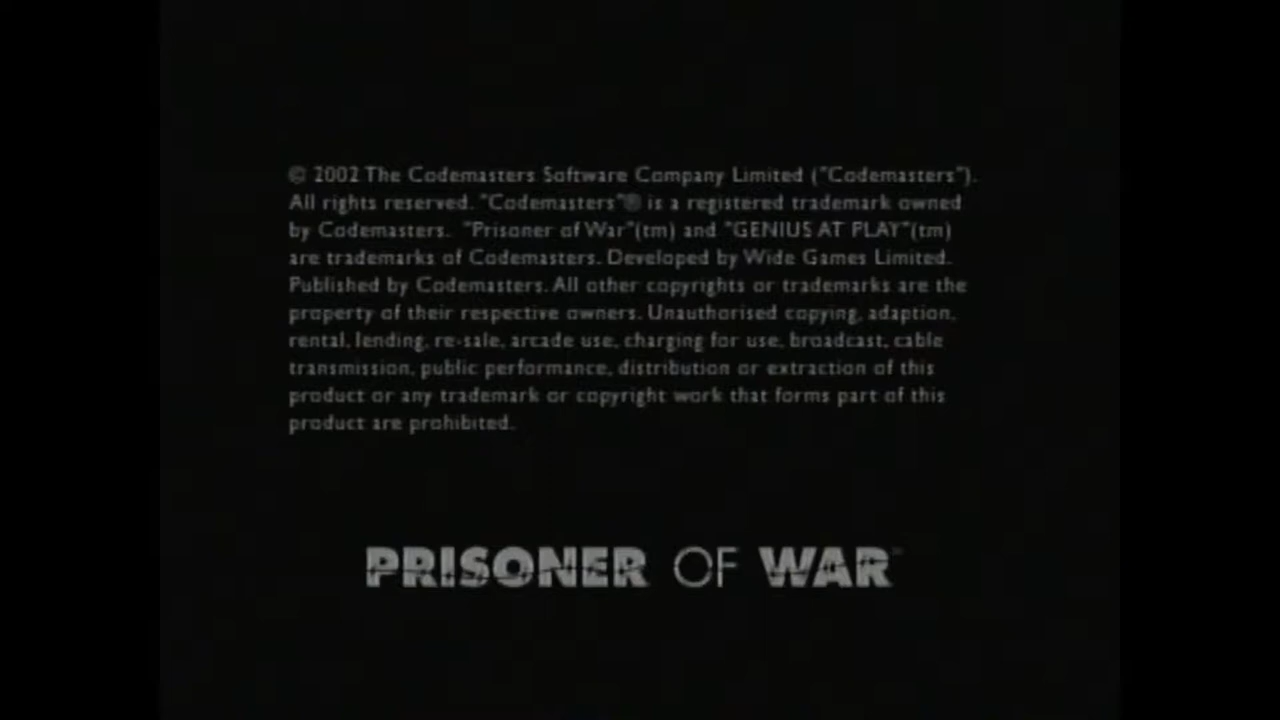 © 2002 The Codemasters Software Company Limited ("Codemasters").
All rights reserved. "Codemasters"® is a registered trademark owned
by Codemasters. "Prisoner of War"(tm) and "GENIUS AT PLAY"(tm)
are trademarks of Codemasters. Developed by Wide Games Limited.
Published by Codemasters. All other copyrights or trademarks are the
property of their respective owners. Unauthorised copying, adaption,
rental, lending, re-sale, arcade use, charging for use, broadcast, cable
transmission, public performance, distribution or extraction of this
product or any trademark or copyright work that forms part of this
product are prohibited.
PRISONER OF WAR™